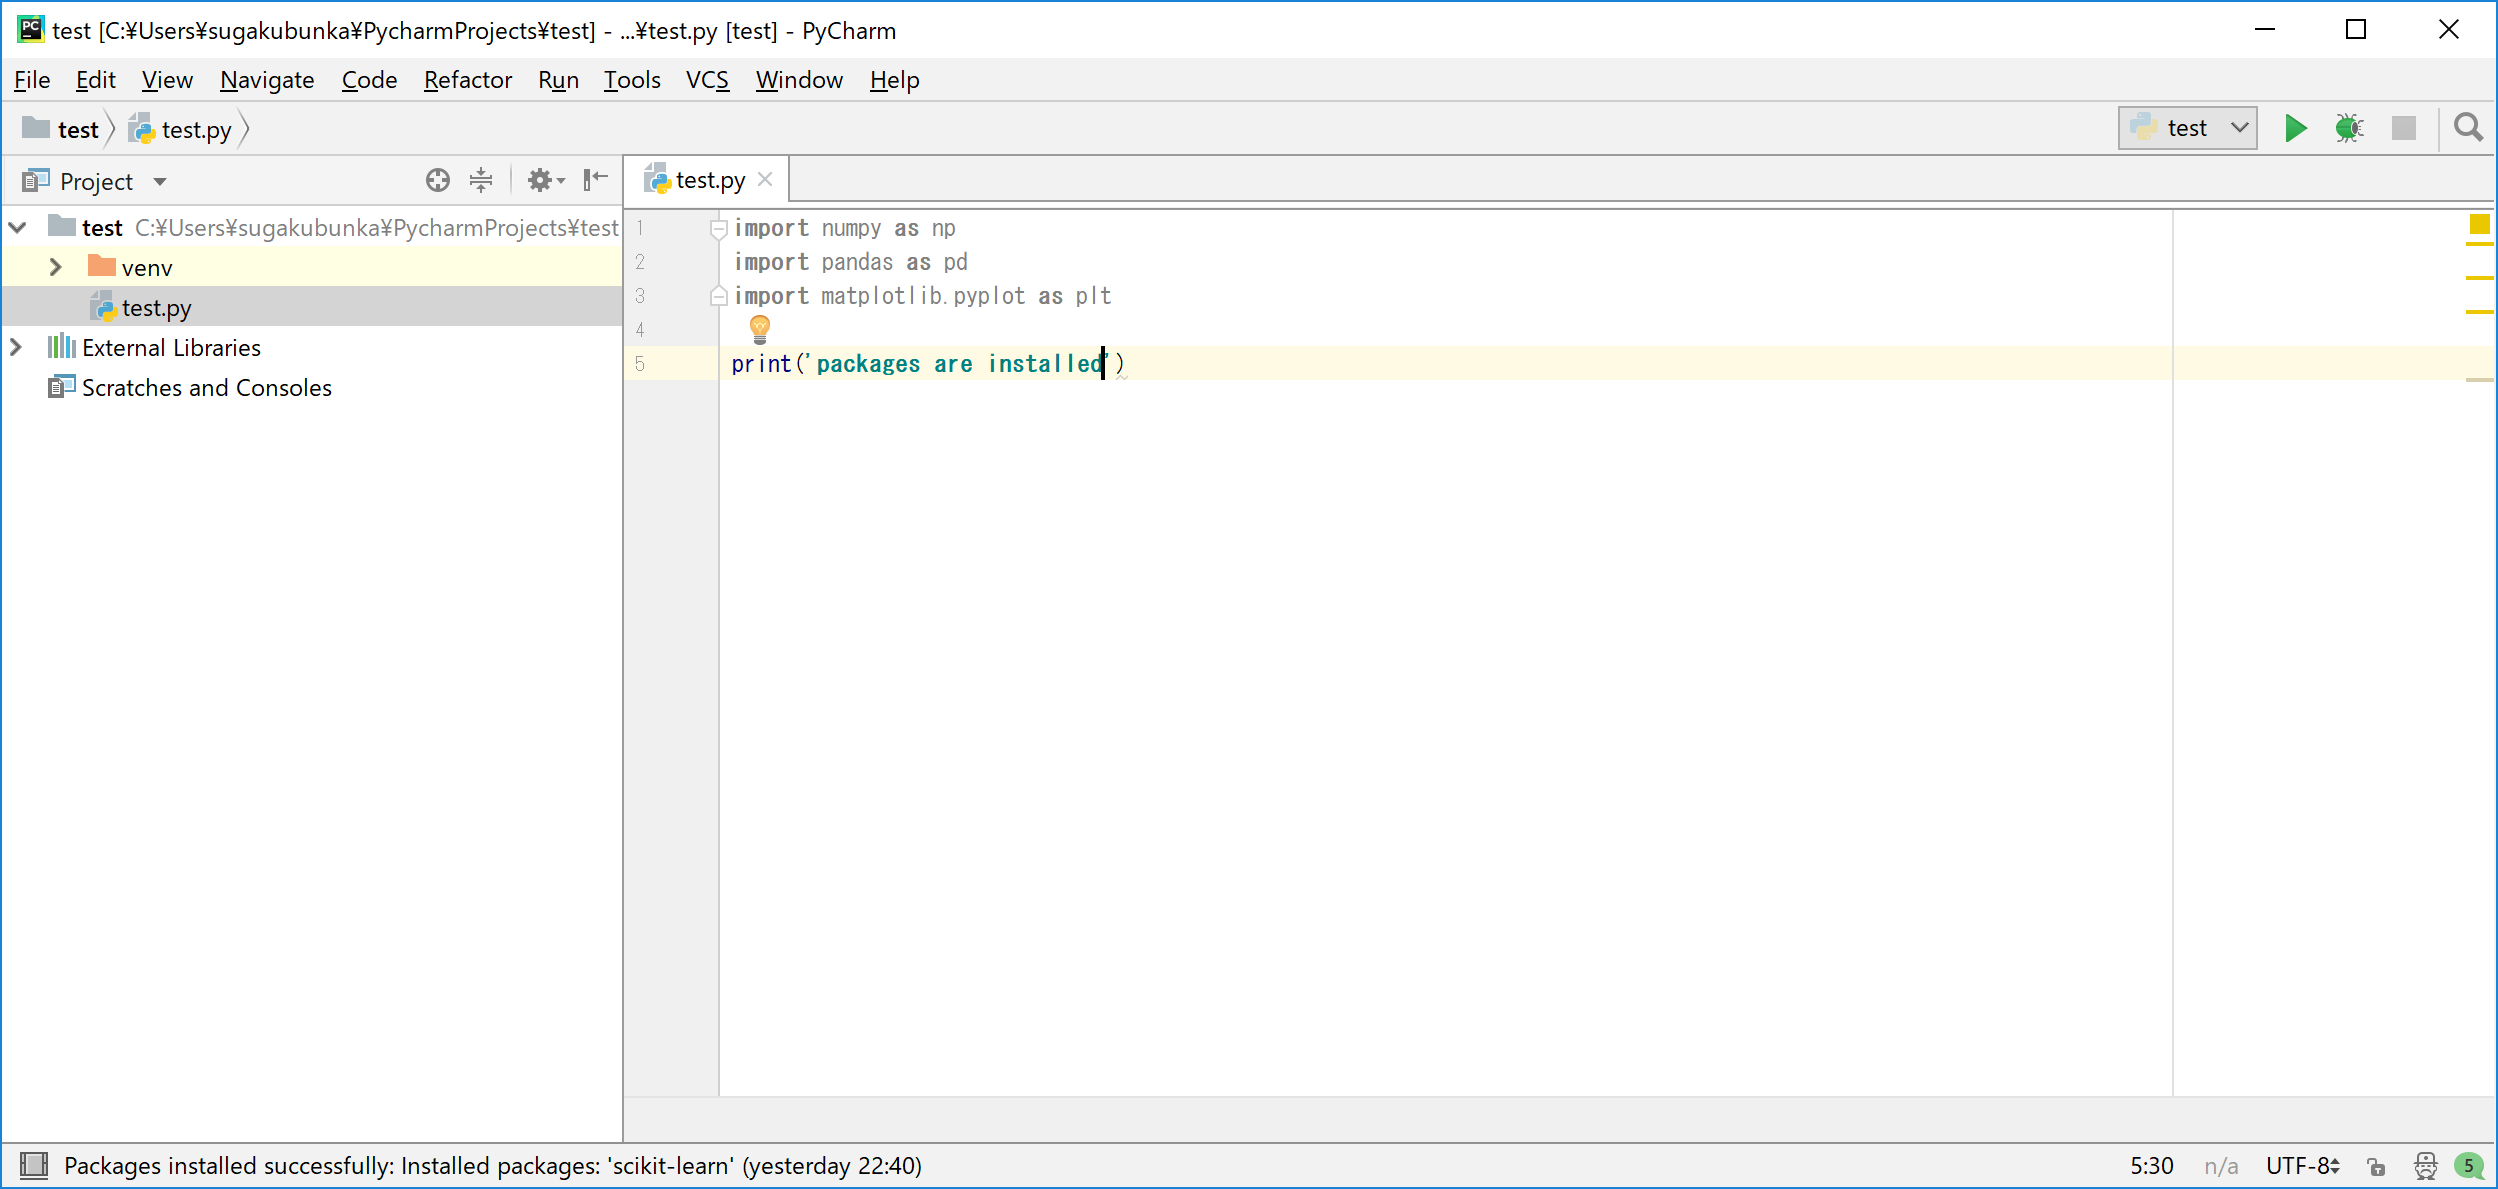 PC
test [C:¥Users¥sugakubunka¥PycharmProjects¥test] - ...¥test.py [test] - PyCharm
File Edit View Navigate Code Refactor Run Tools VCS Window Help
test test.py test
Project test.py
test C:¥Users¥sugakubunka¥PycharmProjects¥test
venv
test.py
External Libraries
Scratches and Consoles
1 import numpy as np
2 import pandas as pd
3 import matplotlib.pyplot as plt
4
5 print('packages are installed')
Packages installed successfully: Installed packages: 'scikit-learn' (yesterday 22:40) 5:30 n/a UTF-8 5